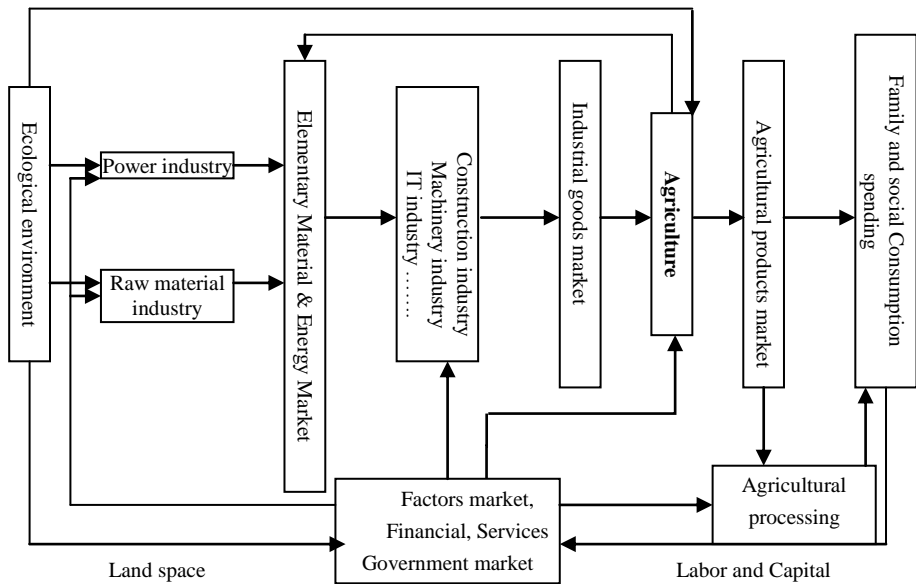 Ecological environment
Power industry
Raw material
industry
Elementary Material & Energy Market
Construction industry
Machinery industry
IT industry ……
Industrial goods market
Agriculture
Agricultural products market
Family and social Consumption
spending
Factors market,
Financial, Services
Government market
Agricultural
processing
Land space
Labor and Capital